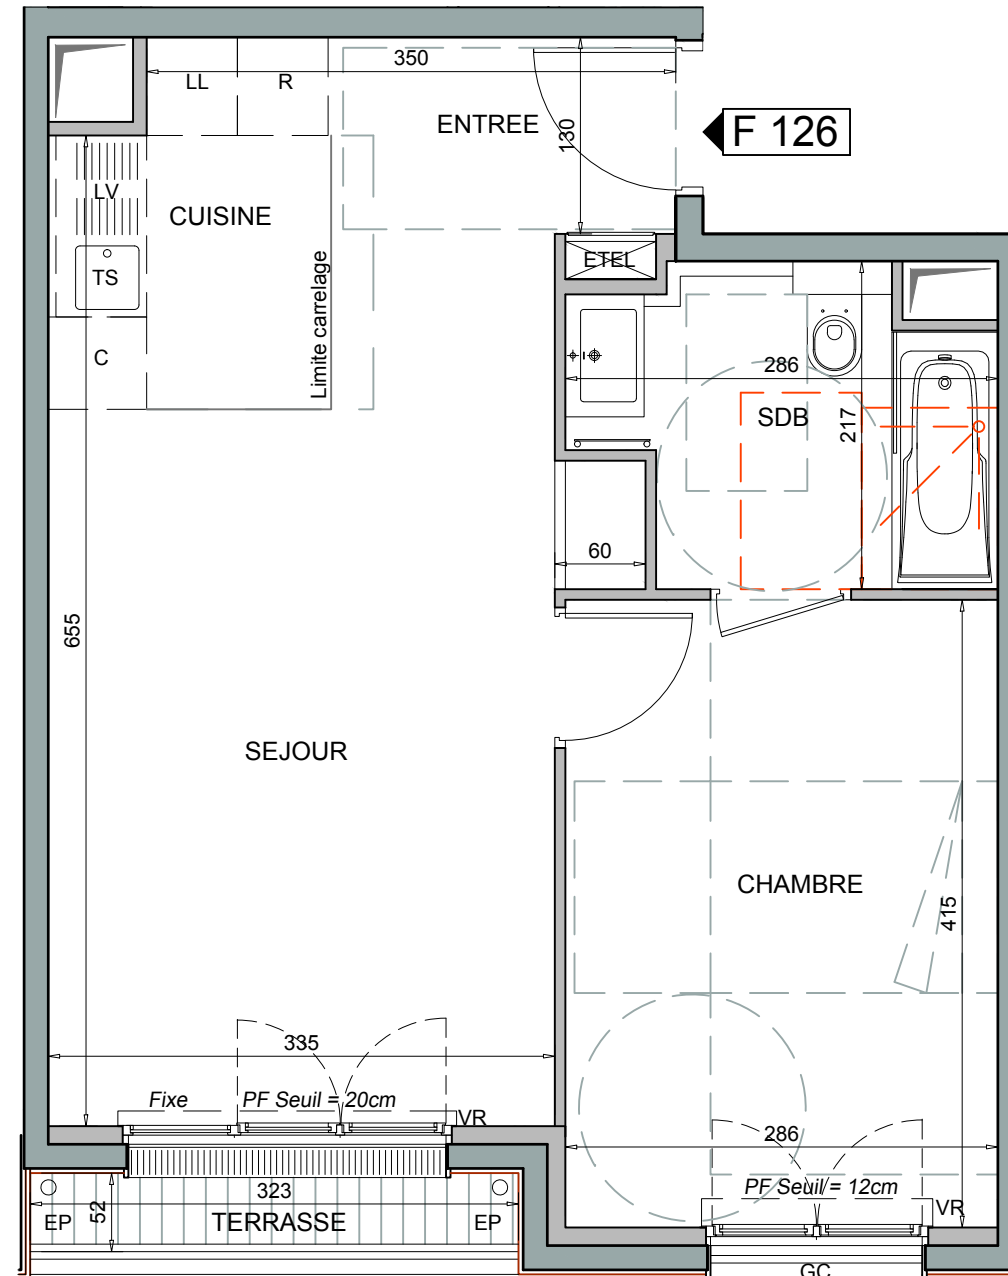 350
LL
R
ENTREE
130
F 126
LV
CUISINE
ETEL
TS
Limite carrelage
C
286
SDB
217
60
655
SEJOUR
CHAMBRE
415
335
Fixe
PF Seuil = 20cm
VR
286
PF Seuil = 12cm
VR
323
52
EP
TERRASSE
EP
GC